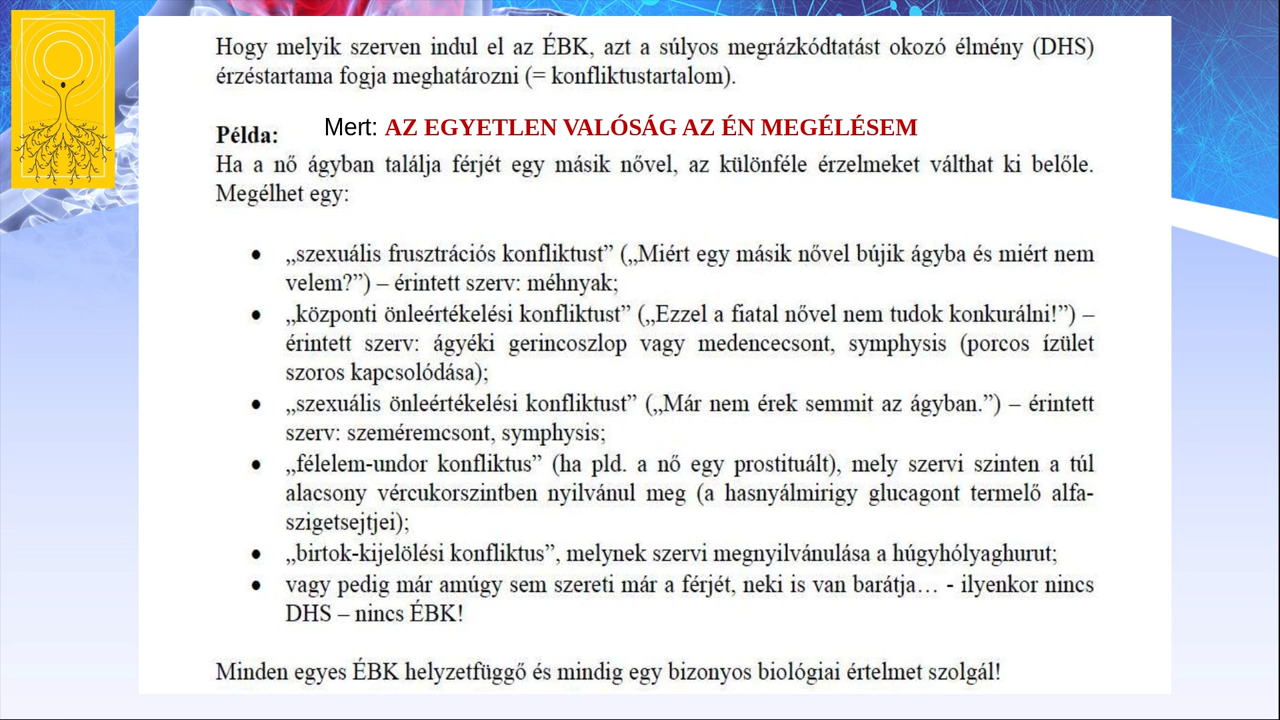 Hogy melyik szerven indul el az ÉBK, azt a súlyos megrázkódtatást okozó élmény (DHS)
érzéstartama fogja meghatározni (= konfliktustartalom).
Példa:
Mert: AZ EGYETLEN VALÓSÁG AZ ÉN MEGÉLÉSEM
Ha a nő ágyban találja férjét egy másik nővel, az különféle érzelmeket válthat ki belőle.
Megélhet egy:
• „szexuális frusztrációs konfliktust” („Miért egy másik nővel bújik ágyba és miért nem
velem?”) – érintett szerv: méhnyak;
• „központi önleértékelési konfliktust” („Ezzel a fiatal nővel nem tudok konkurálni!”) –
érintett szerv: ágyéki gerincoszlop vagy medencecsont, symphysis (porcos ízület
szoros kapcsolódása);
• „szexuális önleértékelési konfliktust” („Már nem érek semmit az ágyban.”) – érintett
szerv: szeméremcsont, symphysis;
• „félelem-undor konfliktus” (ha pld. a nő egy prostituált), mely szervi szinten a túl
alacsony vércukorszintben nyilvánul meg (a hasnyálmirigy glucagont termelő alfa-
szigetsejtjei);
• „birtok-kijelölési konfliktus”, melynek szervi megnyilvánulása a húgyhólyaghurut;
• vagy pedig már amúgy sem szereti már a férjét, neki is van barátja… - ilyenkor nincs
DHS – nincs ÉBK!
Minden egyes ÉBK helyzetfüggő és mindig egy bizonyos biológiai értelmet szolgál!